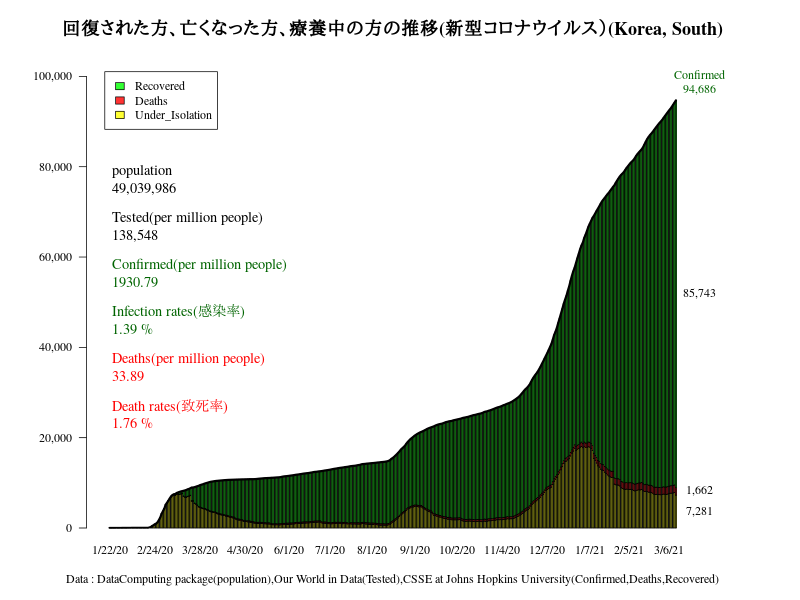 回復された方、亡くなった方、療養中の方の推移(新型コロナウイルス)(Korea, South)
Confirmed
94,686
100,000
Recovered
Deaths
Under_Isolation
80,000
population
49,039,986
Tested(per million people)
138,548
60,000
Confirmed(per million people)
1930.79
85,743
Infection rates(感染率)
1.39 %
40,000
Deaths(per million people)
33.89
Death rates(致死率)
1.76 %
20,000
1,662
7,281
0
1/22/20 2/24/20 3/28/20 4/30/20 6/1/20 7/1/20 8/1/20 9/1/20 10/2/20 11/4/20 12/7/20 1/7/21 2/5/21 3/6/21
Data : DataComputing package(population),Our World in Data(Tested),CSSE at Johns Hopkins University(Confirmed,Deaths,Recovered)